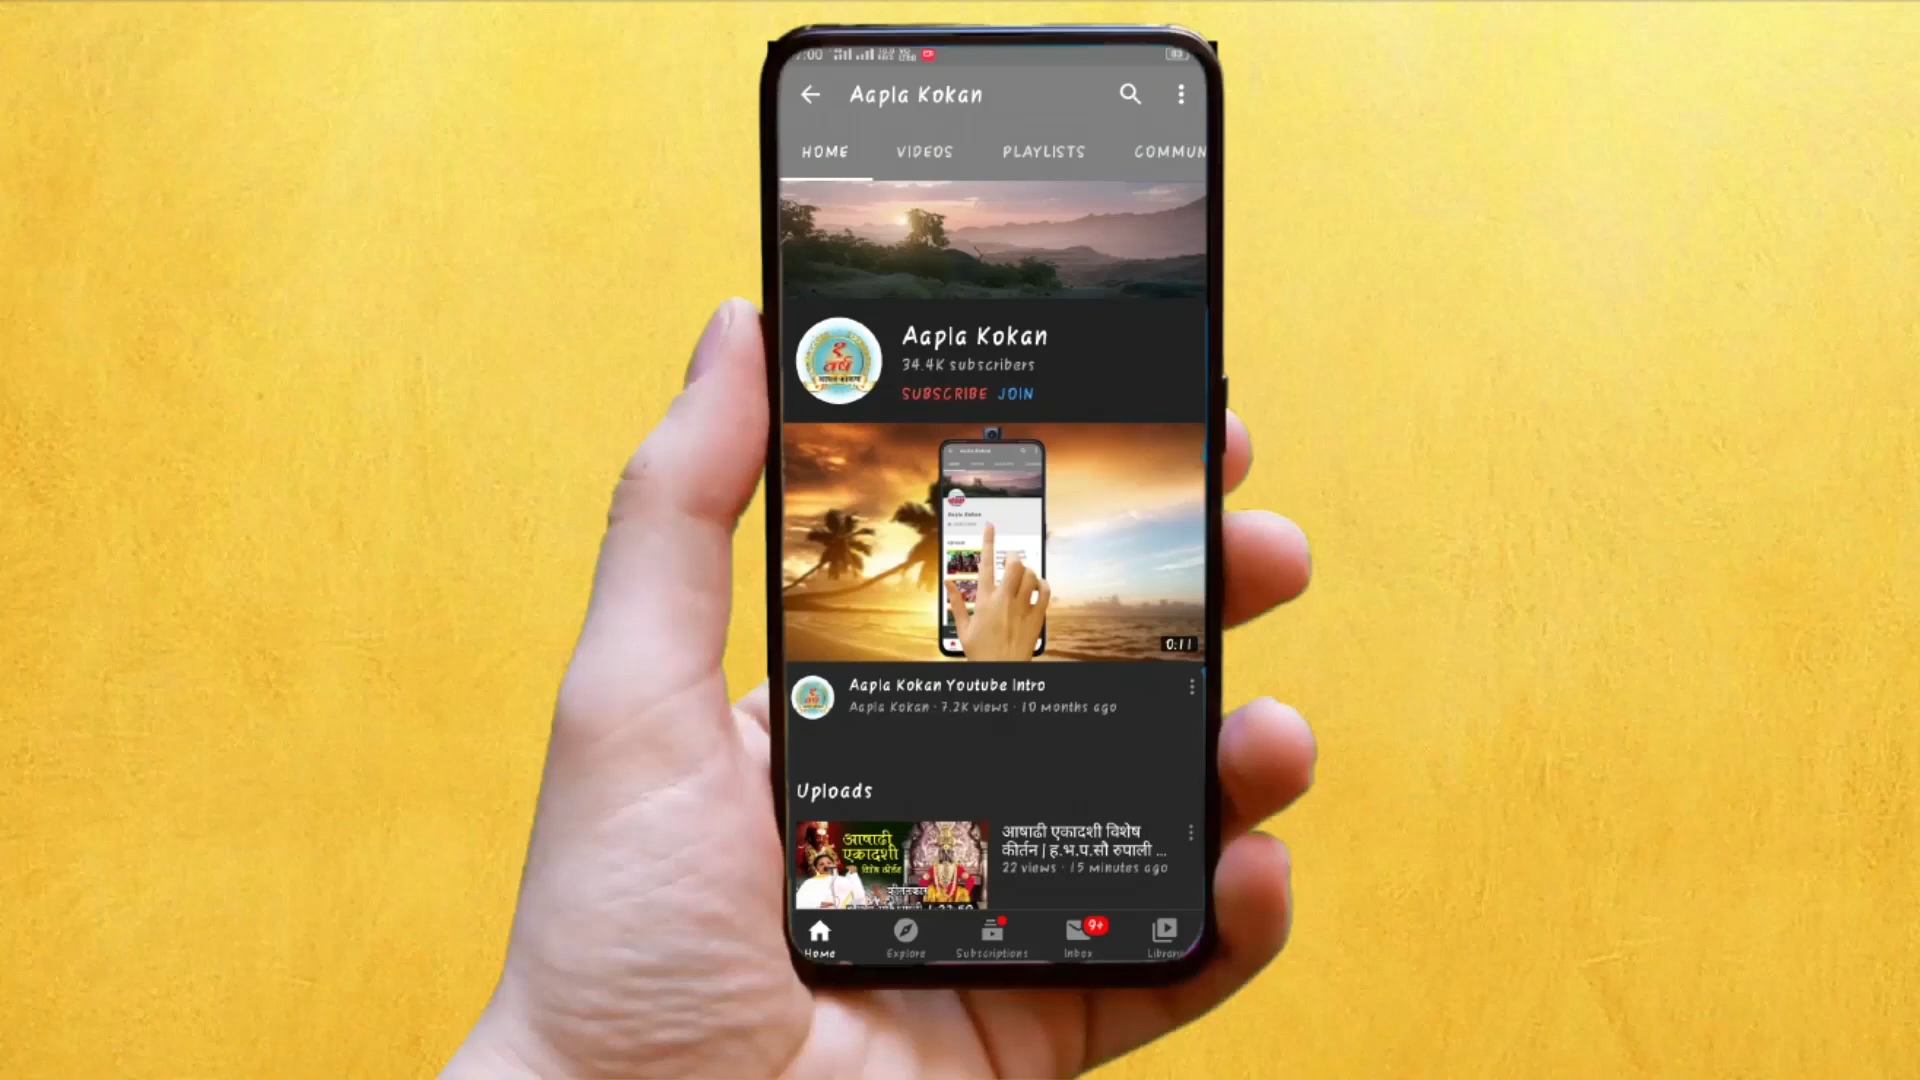 Aapla Kokan
HOME VIDEOS PLAYLISTS COMMUN
Aapla Kokan
34.4K subscribers
SUBSCRIBE JOIN
0:11
Aapla Kokan Youtube Intro
Aapla Kokan · 7.2K views · 10 months ago
Uploads
आषाढी
एकादशी
विशेष कीर्तन
आषाढी एकादशी विशेष
कीर्तन | ह.भ.प.सौ रुपाली ...
22 views · 15 minutes ago
9+
Home Explore Subscriptions Inbox Library